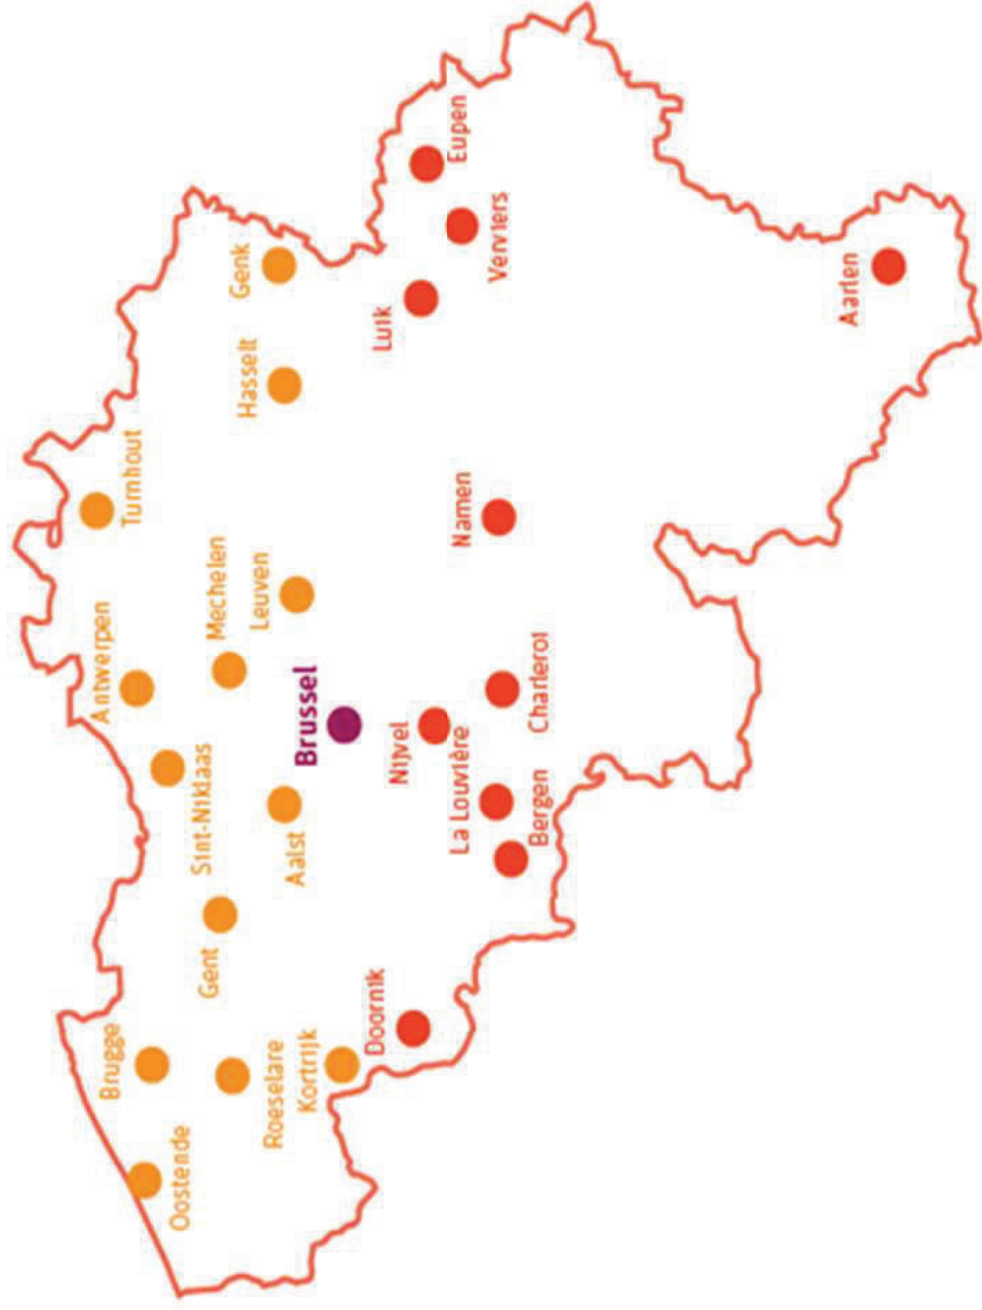 Turnhout
Antwerpen
Brugge
Oostende
Sint-Niklaas
Mechelen
Gent
Genk
Hasselt
Leuven
Aalst
Roeselare
Kortrijk
Brussel
Doornik
Luik
Eupen
Verviers
Nijvel
La Louvière
Bergen
Charleroi
Namen
Aarlen